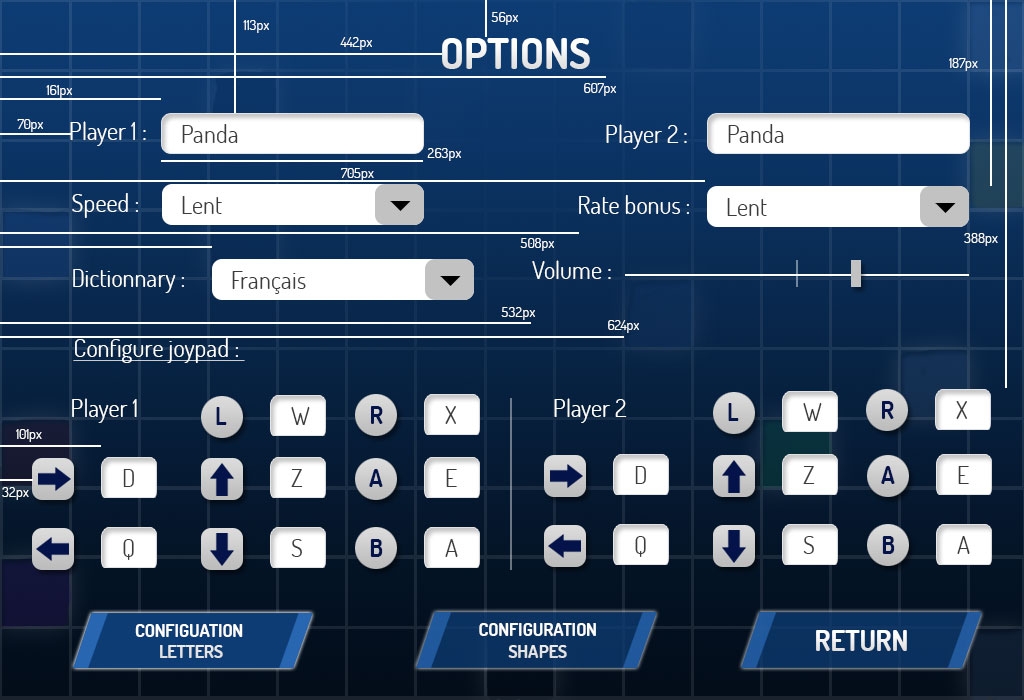 113px
56px
442px
OPTIONS
187px
161px
607px
70px
Player 1 :
Panda
Player 2 :
Panda
263px
705px
Speed :
Lent
Rate bonus :
Lent
508px
388px
Dictionnary :
Français
Volume :
532px
624px
Configure joypad :
Player 1
L
W
R
X
Player 2
L
W
R
X
101px
32px
D
Z
A
E
D
Z
A
E
Q
S
B
A
Q
S
B
A
CONFIGUATION
LETTERS
CONFIGURATION
SHAPES
RETURN